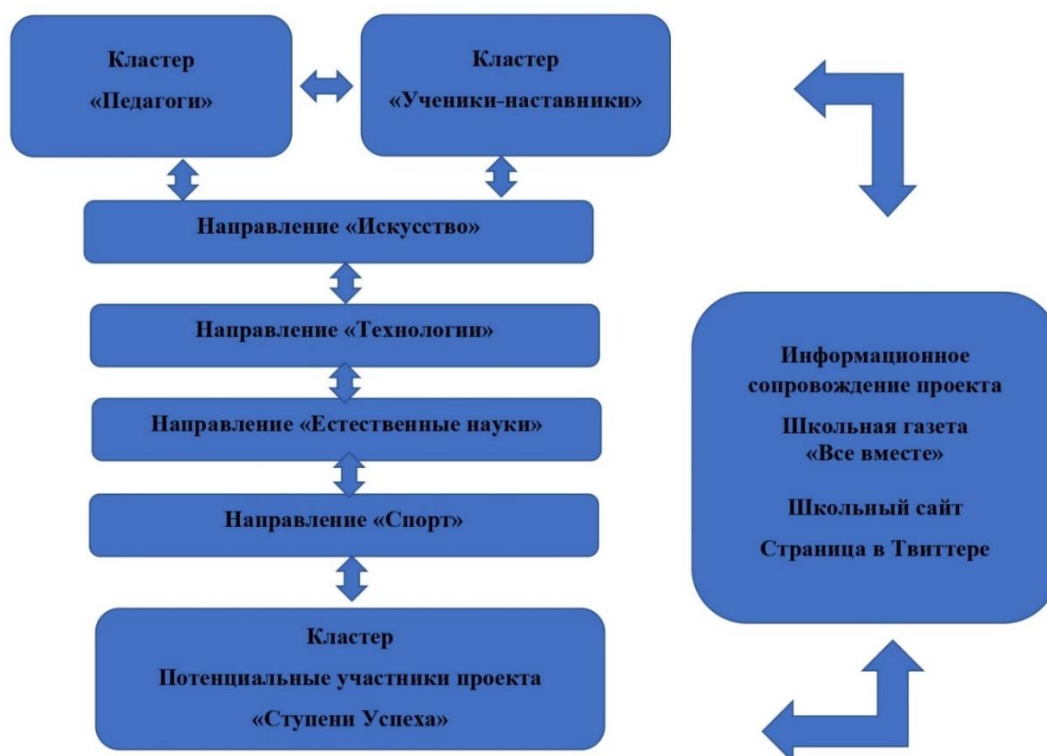 Кластер
«Педагоги»
Кластер
«Ученики-наставники»
Направление «Искусство»
Направление «Технологии»
Направление «Естественные науки»
Направление «Спорт»
Кластер
Потенциальные участники проекта
«Ступени Успеха»
Информационное
сопровождение проекта
Школьная газета
«Все вместе»
Школьный сайт
Страница в Твиттере